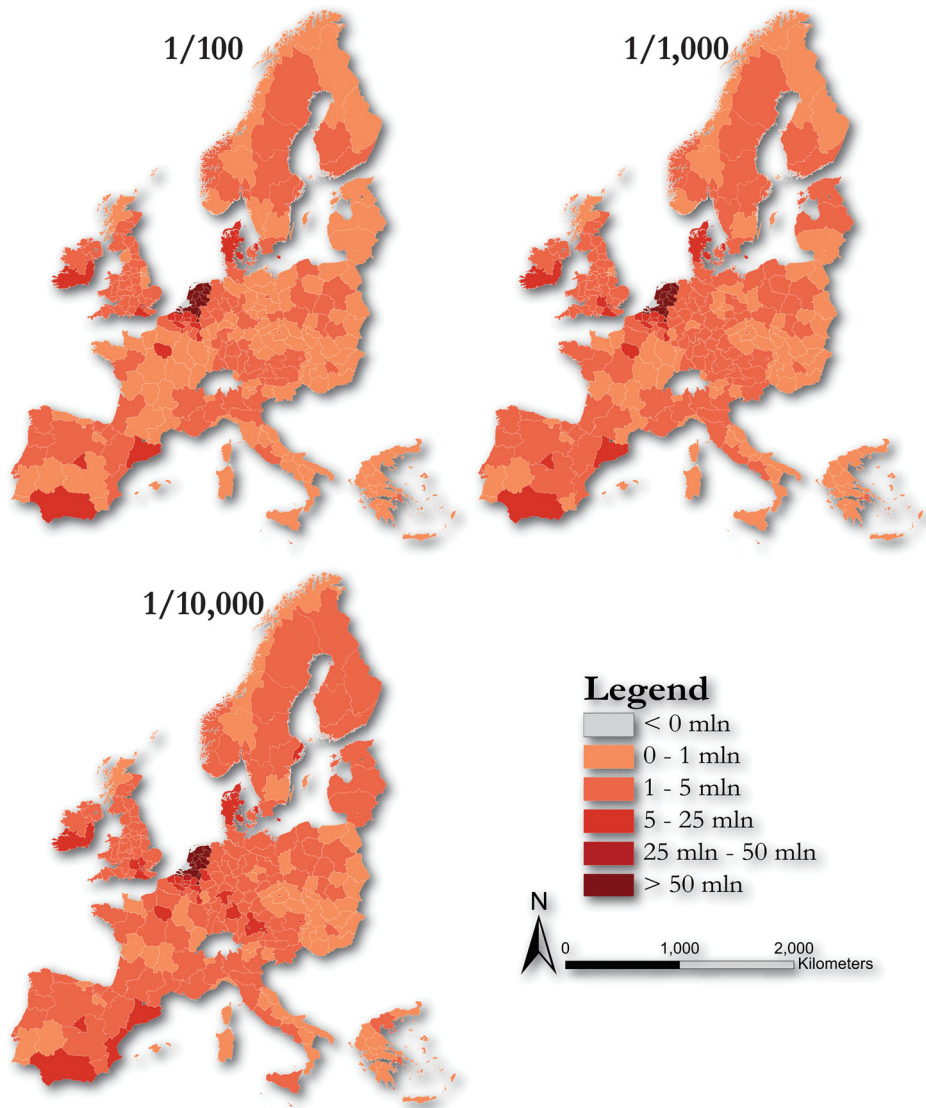 1/100
1/1,000
1/10,000
Legend
< 0 mln
0 - 1 mln
1 - 5 mln
5 - 25 mln
25 mln - 50 mln
> 50 mln
N
0 1,000 2,000
Kilometers